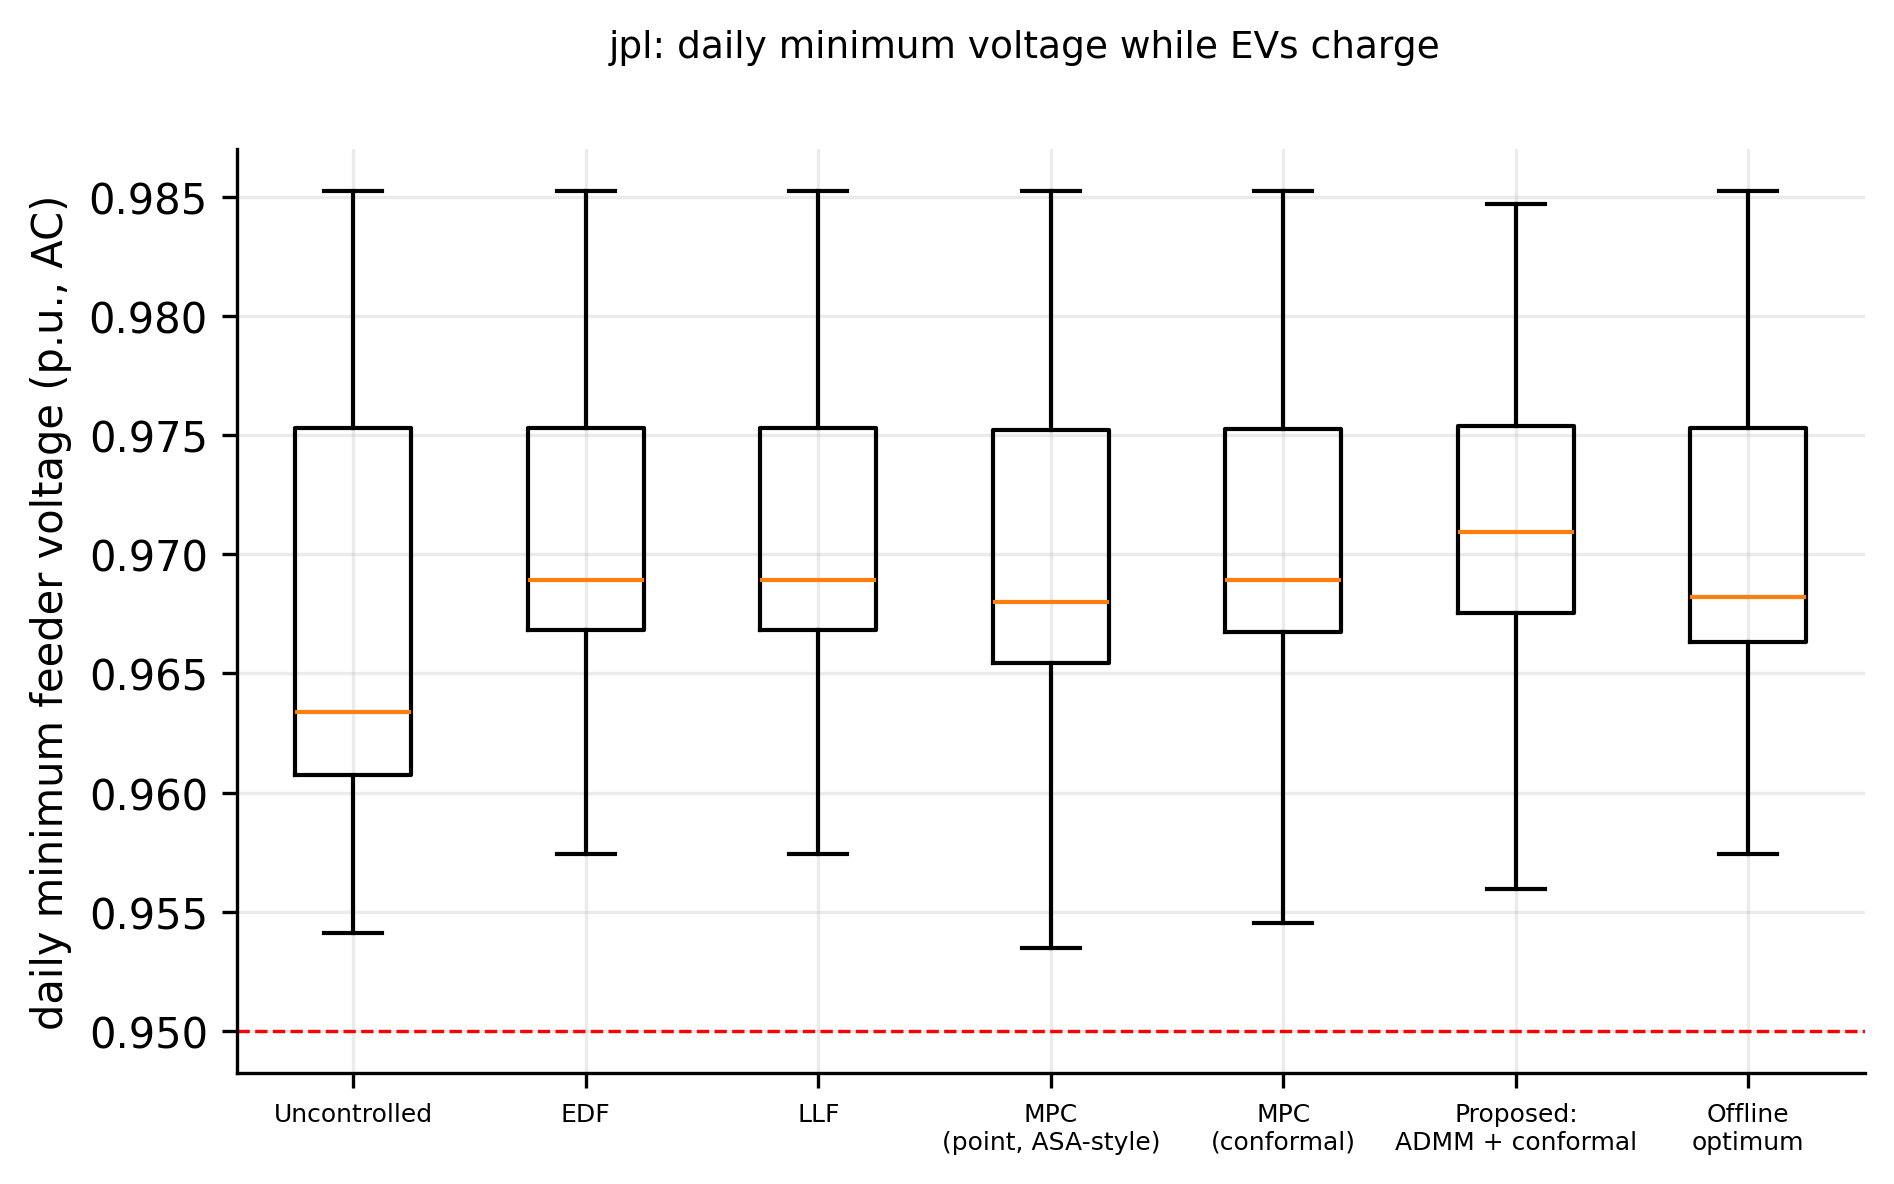 jpl: daily minimum voltage while EVs charge
daily minimum feeder voltage (p.u., AC)
0.985
0.980
0.975
0.970
0.965
0.960
0.955
0.950
Uncontrolled
EDF
LLF
MPC
(point, ASA-style)
MPC
(conformal)
Proposed:
ADMM + conformal
Offline
optimum